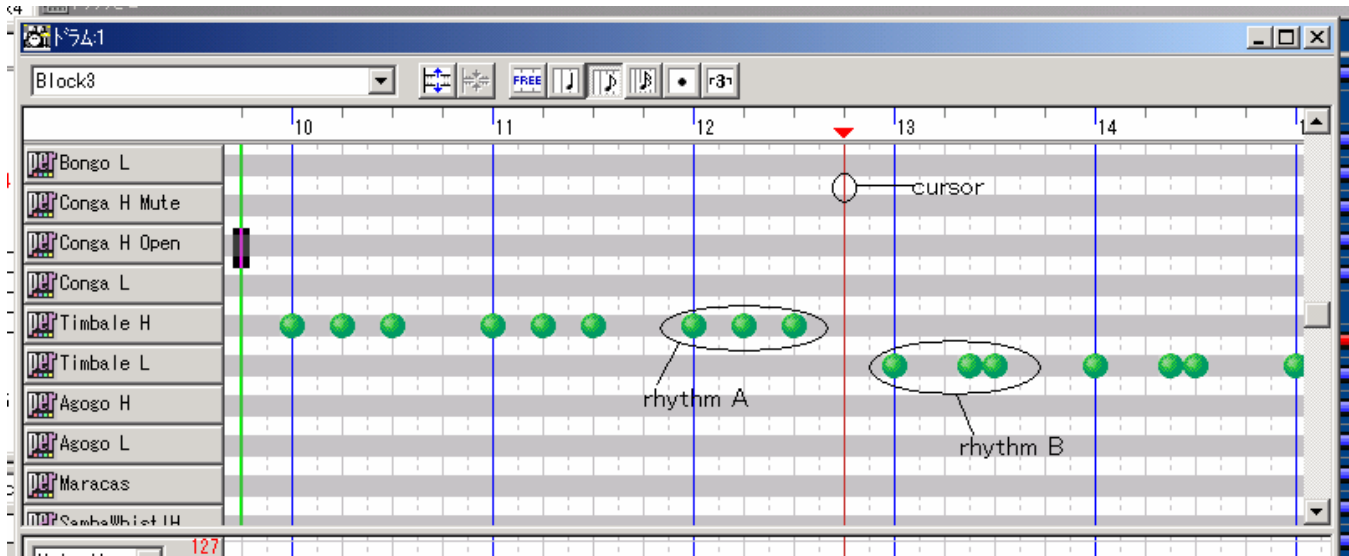 ドラム:1
Block3
FREE
r3ㄱ
10 11 12 13 14
Bongo L
Conga H Mute
cursor
Conga H Open
Conga L
Timbale H
Timbale L
rhythm A
Agogo H
Agogo L
rhythm B
Maracas
127